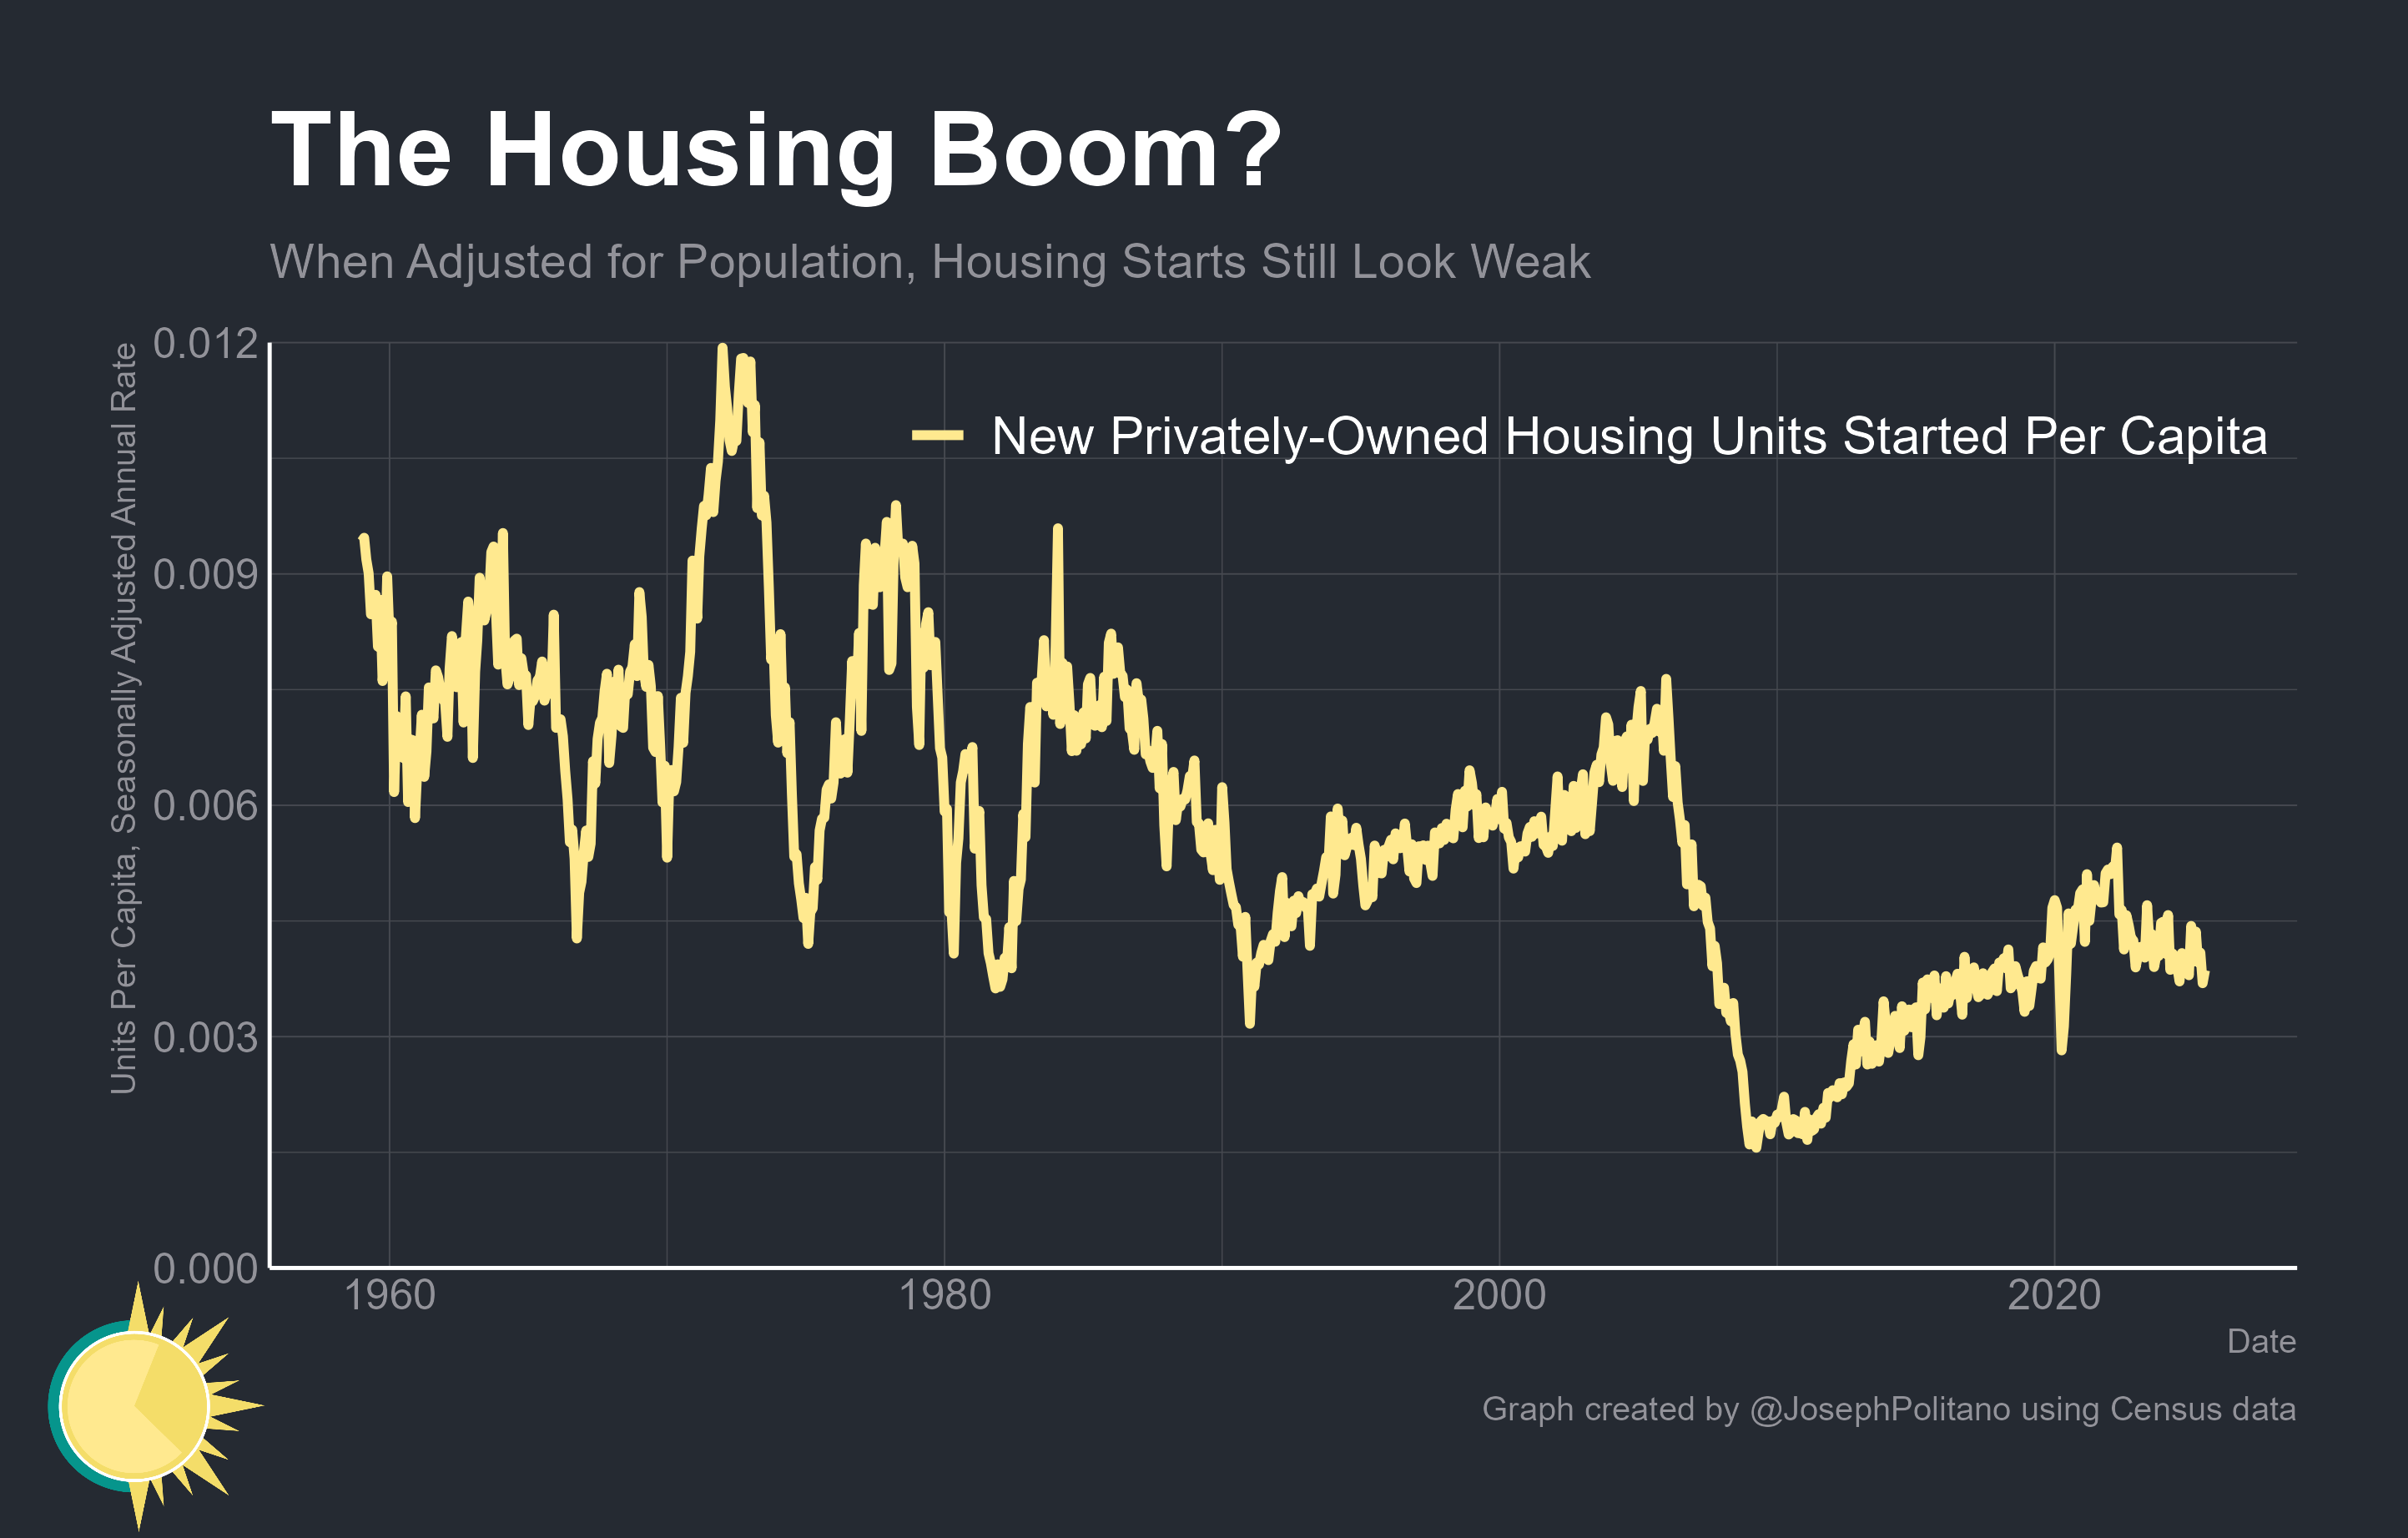 The Housing Boom?
When Adjusted for Population, Housing Starts Still Look Weak
Units Per Capita, Seasonally Adjusted Annual Rate
0.012
0.009
0.006
0.003
0.000
New Privately-Owned Housing Units Started Per Capita
1960
1980
2000
2020
Date
Graph created by @JosephPolitano using Census data